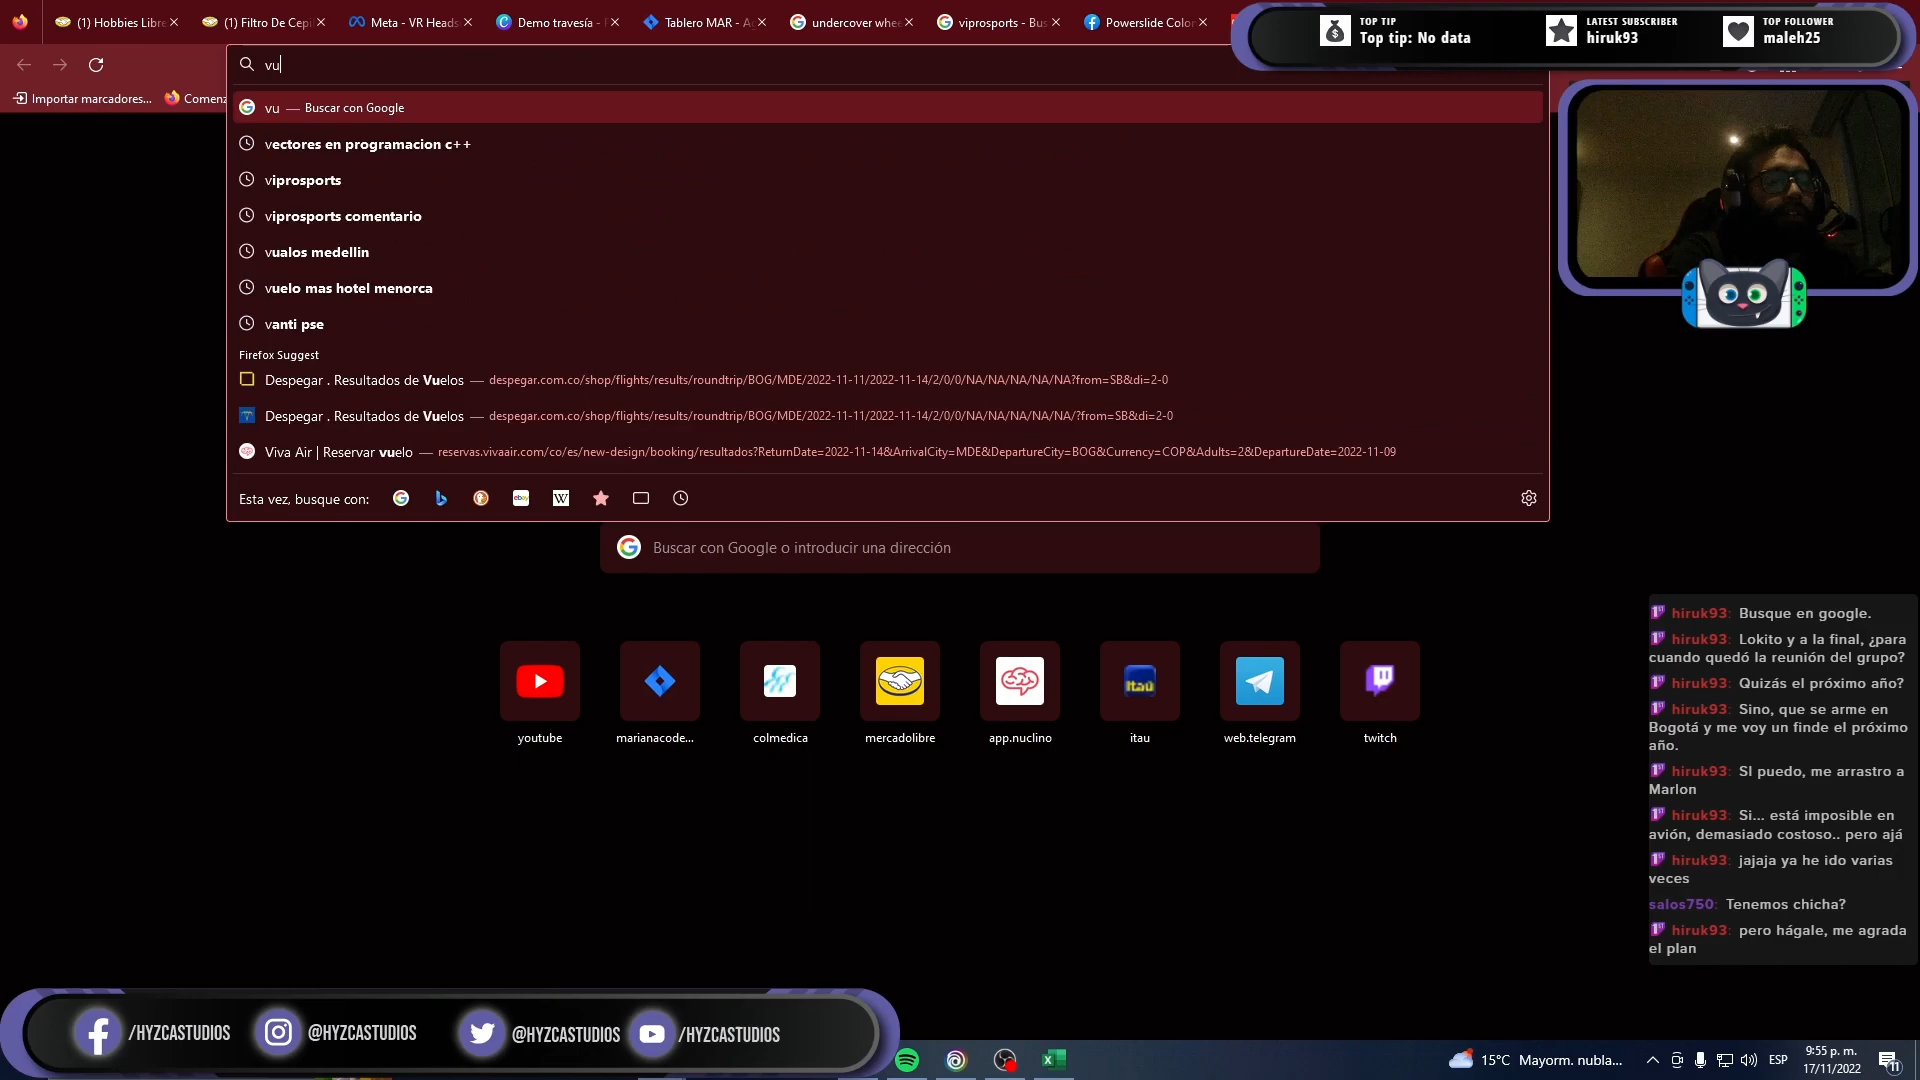 (1) Hobbies Libre
(1) Filtro De Cepi
Meta - VR Heads
Demo travesía - P
Tablero MAR - Ag
undercover whee
viprosports - Bus
Powerslide Color
TOP TIP
Top tip: No data
LATEST SUBSCRIBER
hiruk93
TOP FOLLOWER
maleh25
vu
Importar marcadores...
Comenz
vu — Buscar con Google
vectores en programacion c++
viprosports
viprosports comentario
vualos medellin
vuelo mas hotel menorca
vanti pse
Firefox Suggest
Despegar . Resultados de Vuelos — despegar.com.co/shop/flights/results/roundtrip/BOG/MDE/2022-11-11/2022-11-14/2/0/0/NA/NA/NA/NA/NA?from=SB&di=2-0
Despegar . Resultados de Vuelos — despegar.com.co/shop/flights/results/roundtrip/BOG/MDE/2022-11-11/2022-11-14/2/0/0/NA/NA/NA/NA/NA/?from=SB&di=2-0
Viva Air | Reservar vuelo — reservas.vivaair.com/co/es/new-design/booking/resultados?ReturnDate=2022-11-14&ArrivalCity=MDE&DepartureCity=BOG&Currency=COP&Adults=2&DepartureDate=2022-11-09
Esta vez, busque con:
ebay
W
Buscar con Google o introducir una dirección
Itaú
youtube
marianacode...
colmedica
mercadolibre
app.nuclino
itau
web.telegram
twitch
hiruk93: Busque en google.
hiruk93: Lokito y a la final, ¿para
cuando quedó la reunión del grupo?
hiruk93: Quizás el próximo año?
hiruk93: Sino, que se arme en
Bogotá y me voy un finde el próximo
año.
hiruk93: SI puedo, me arrastro a
Marlon
hiruk93: Si... está imposible en
avión, demasiado costoso.. pero ajá
hiruk93: jajaja ya he ido varias
veces
salos750: Tenemos chicha?
hiruk93: pero hágale, me agrada
el plan
/HYZCASTUDIOS
@HYZCASTUDIOS
@HYZCASTUDIOS
/HYZCASTUDIOS
15°C Mayorm. nubla...
ESP
9:55 p. m.
17/11/2022
11